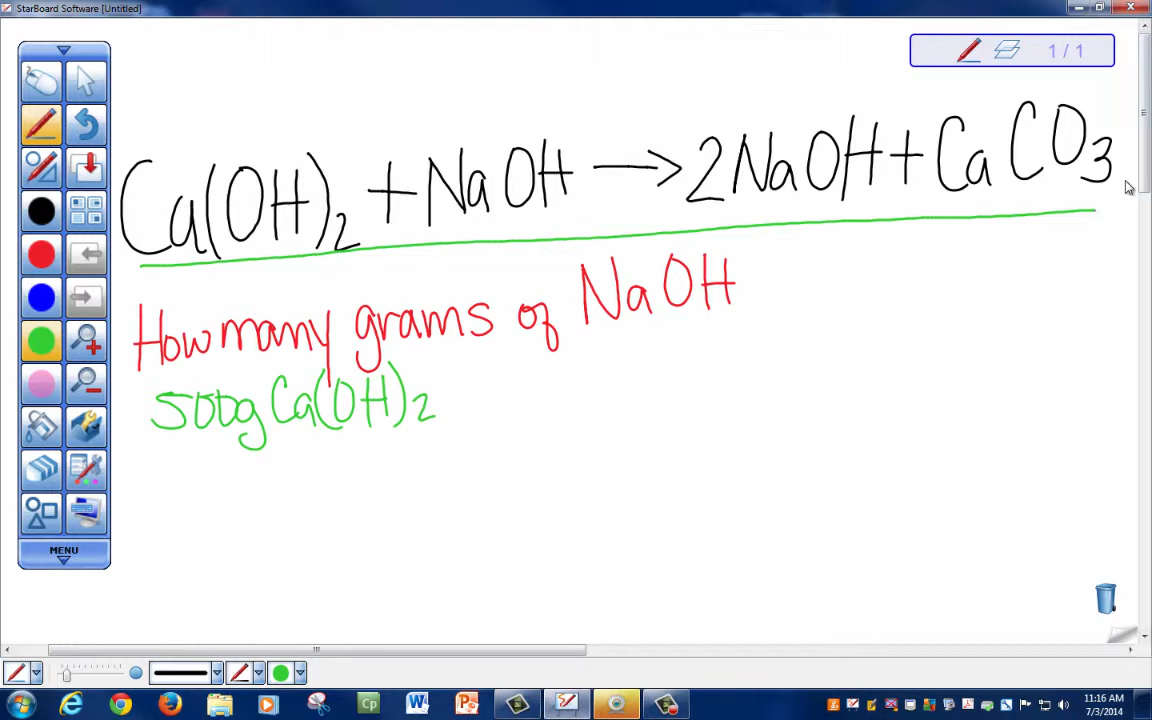 StarBoard Software [Untitled]
1 / 1
Ca(OH)2 + NaOH → 2NaOH + CaCO3
How many grams of NaOH
500g Ca(OH)2
MENU
Cp
11:16 AM
7/3/2014